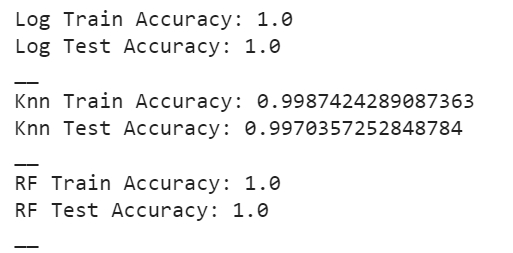 Log Train Accuracy: 1.0
Log Test Accuracy: 1.0
__
Knn Train Accuracy: 0.9987424289087363
Knn Test Accuracy: 0.9970357252848784
__
RF Train Accuracy: 1.0
RF Test Accuracy: 1.0
__